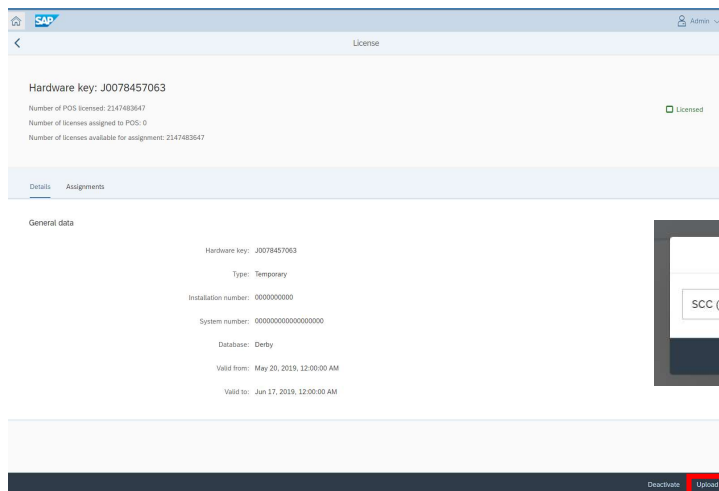 SAP
Admin
License
Hardware key: J0078457063
Number of POS licensed: 2147483647
Licensed
Number of licenses assigned to POS: 0
Number of licenses available for assignment: 2147483647
Details Assignments
General data
Hardware key: J0078457063
Type: Temporary
Installation number: 0000000000
SCC (
System number: 000000000000000000
Database: Derby
Valid from: May 20, 2019, 12:00:00 AM
Valid to: Jun 17, 2019, 12:00:00 AM
Deactivate Upload